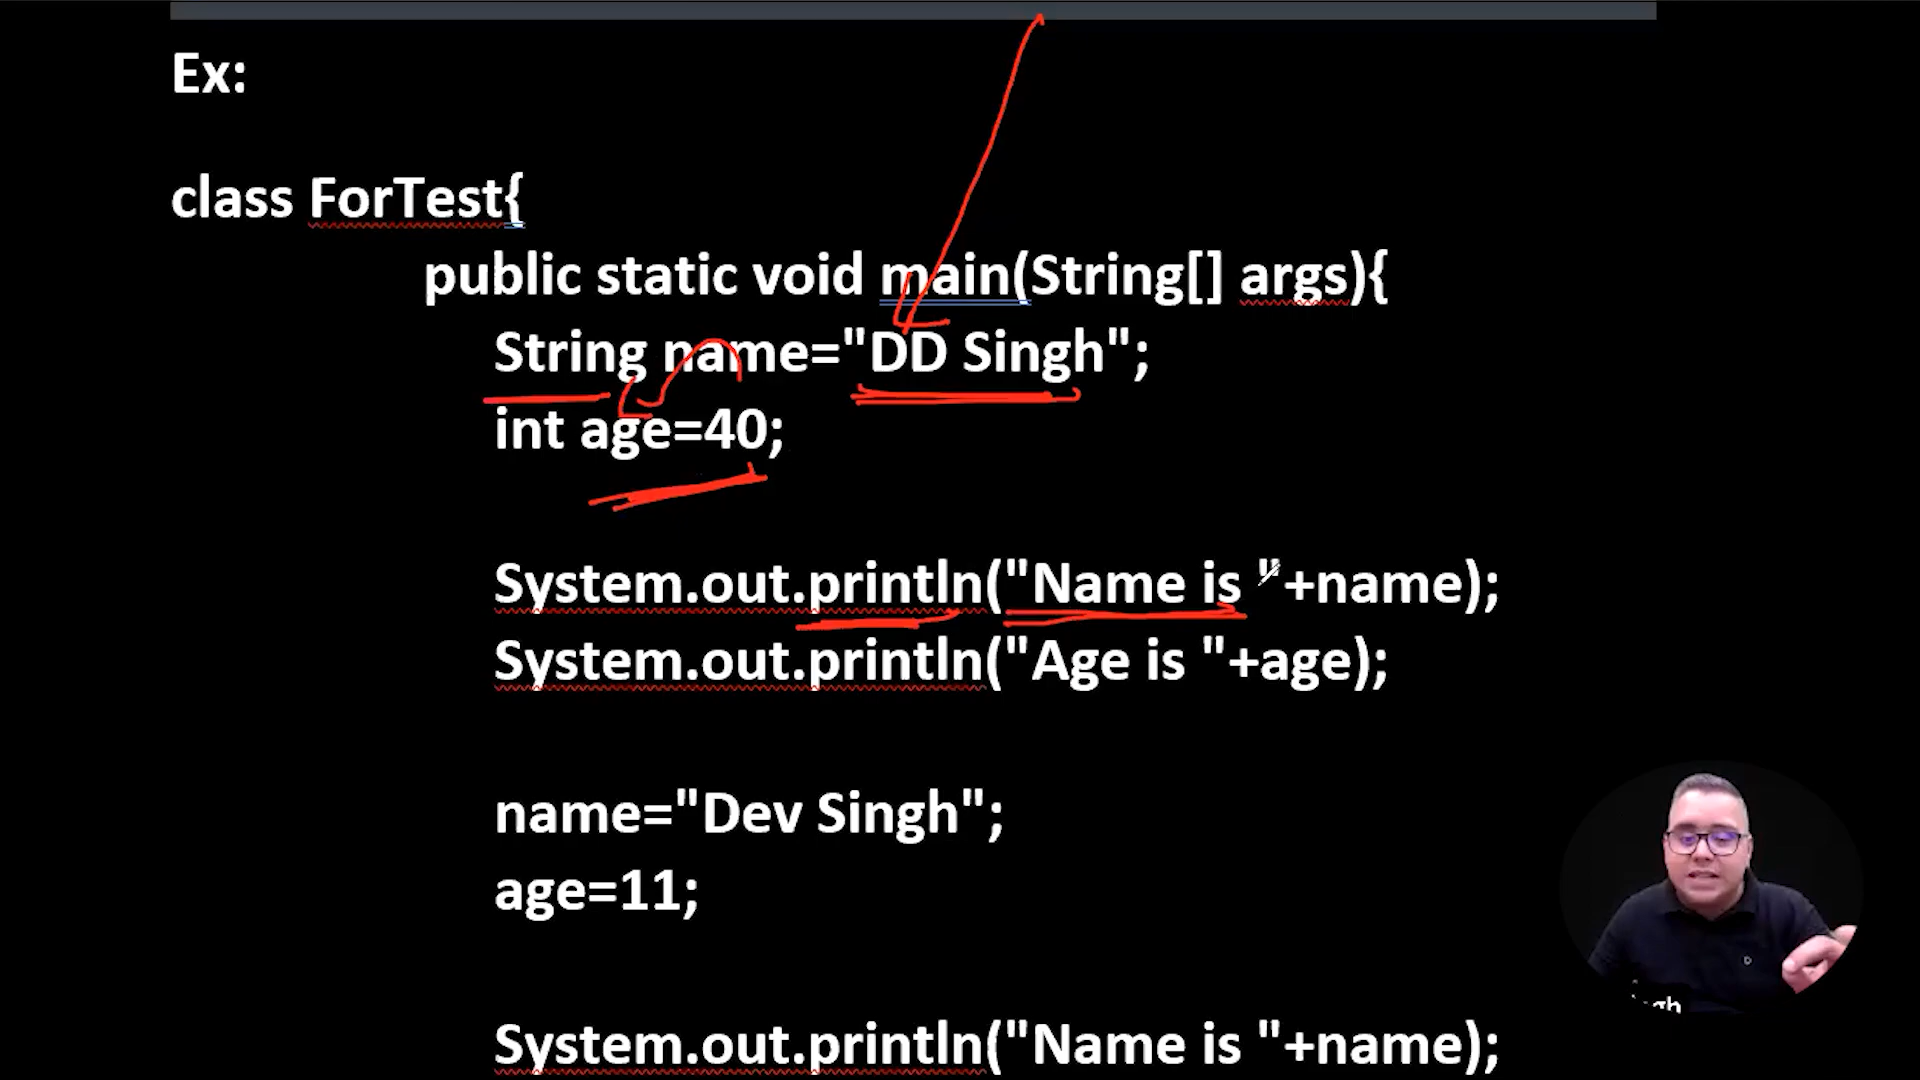 Ex:
class ForTest{
public static void main(String[] args){
String name="DD Singh";
int age=40;
System.out.println("Name is "+name);
System.out.println("Age is "+age);
name="Dev Singh";
age=11;
System.out.println("Name is "+name);